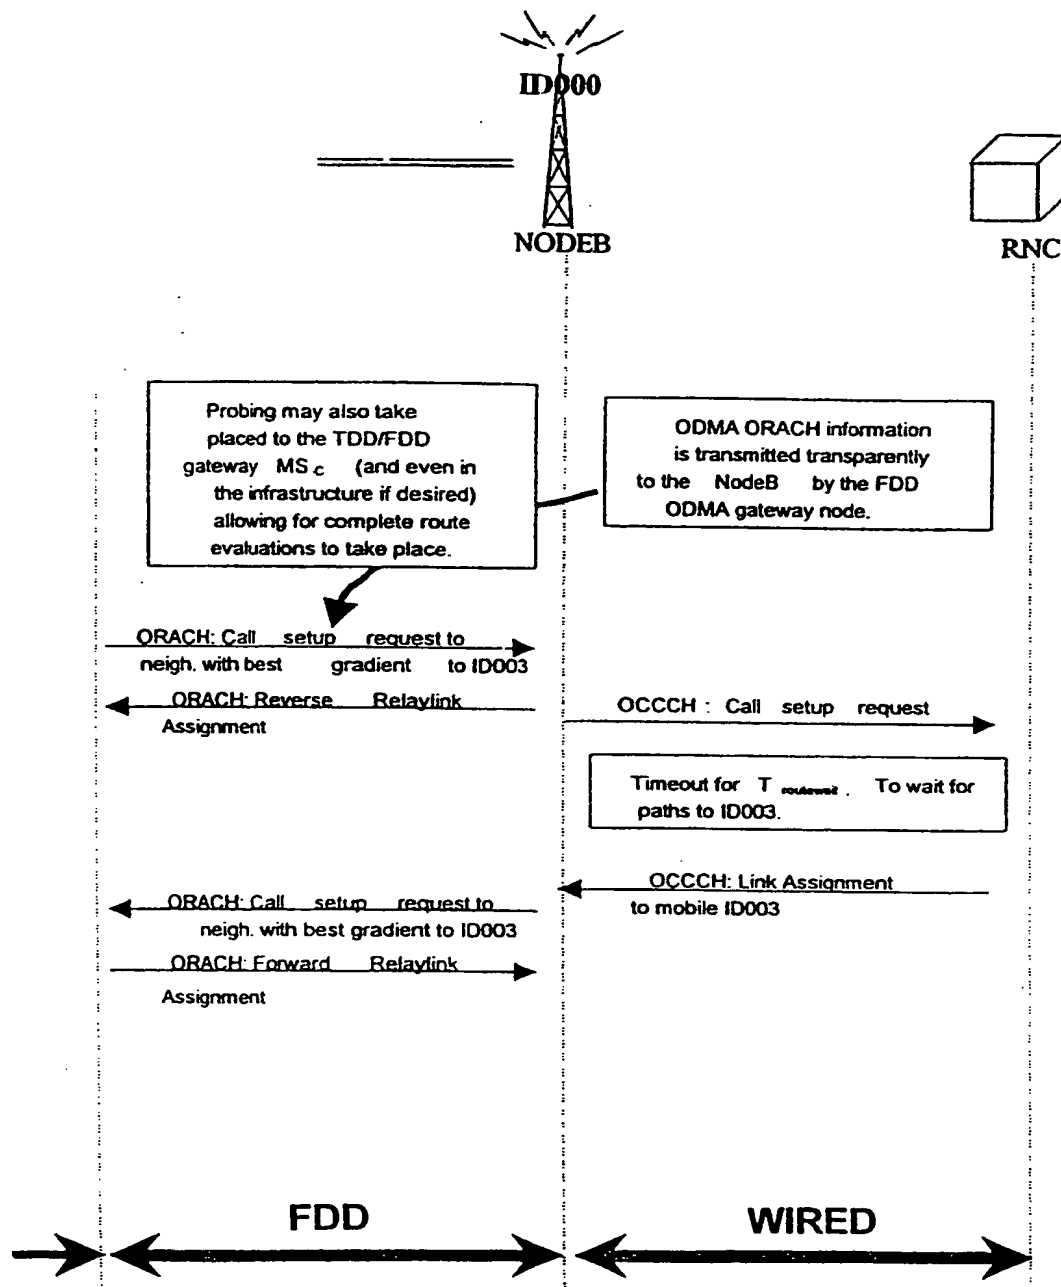 ID000
NODEB
RNC
Probing may also take
placed to the TDD/FDD
gateway MS C (and even in
the infrastructure if desired)
allowing for complete route
evaluations to take place.
ODMA ORACH information
is transmitted transparently
to the NodeB by the FDD
ODMA gateway node.
ORACH: Call setup request to
neigh. with best gradient to ID003
ORACH: Reverse Relaylink
Assignment
OCCCH : Call setup request
Timeout for T routewait . To wait for
paths to ID003.
OCCCH: Link Assignment
to mobile ID003
ORACH: Call setup request to
neigh. with best gradient to ID003
ORACH: Forward Relaylink
Assignment
FDD
WIRED